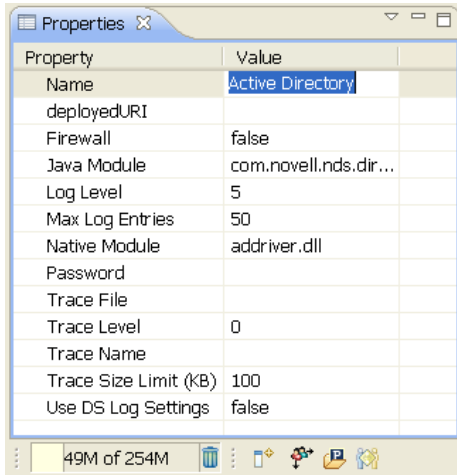 Properties
Property Value
Name Active Directory
deployedURI
Firewall false
Java Module com.novell.nds.dir...
Log Level 5
Max Log Entries 50
Native Module addriver.dll
Password
Trace File
Trace Level 0
Trace Name
Trace Size Limit (KB) 100
Use DS Log Settings false
49M of 254M
P